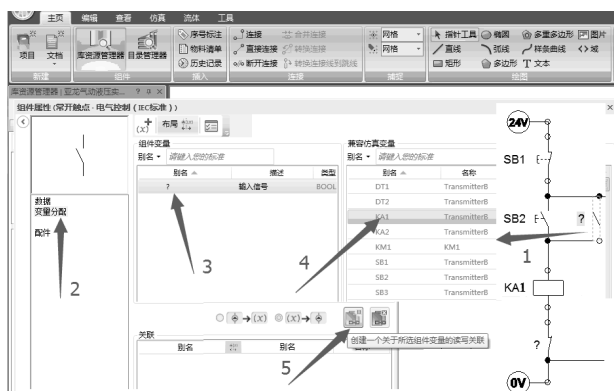 主页 编辑 查看 仿真 流体 工具
项目 文档 库资源管理器 目录管理器
序号标注 物料清单 历史记录
连接 合并连接
直接连接 转换连接
断开连接 转换连接线到跳线
网格
网格
指针工具 椭圆 多重多边形 图片
直线 弧线 样条曲线 域
矩形 多边形 T 文本
新建 组件 插入 连接 捕捉 绘图
库资源管理器 | 亚龙气动液压实...
组件属性 (常开触点 - 电气控制 (IEC标准))
(x) 布局
数据
变量分配
配件
组件变量
别名 请键入您的标准
别名 描述 类型
? 输入信号 BOOL
兼容仿真变量
别名 请键入您的标准
别名 名称
DT1 TransmitterB
DT2 TransmitterB
KA1 TransmitterB
KA2 TransmitterB
KM1 KM1
SB1 TransmitterB
SB2 TransmitterB
SB3 TransmitterB
→(x) (x)→
创建一个关于所选组件变量的读写关联
关联
别名 别名
1
2
3
4
5
24V
SB1
SB2
?
KA1
?
0V